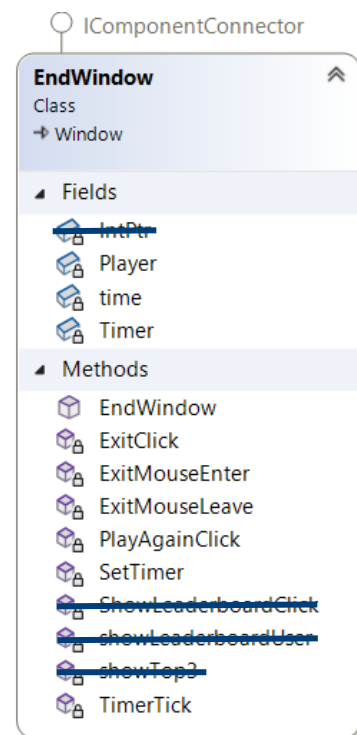 IComponentConnector
EndWindow
Class
Window
Fields
IntPtr
Player
time
Timer
Methods
EndWindow
ExitClick
ExitMouseEnter
ExitMouseLeave
PlayAgainClick
SetTimer
ShowLeaderboardClick
showLeaderboardUser
showTop3
TimerTick